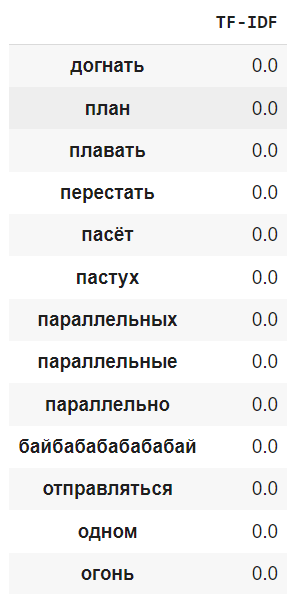 TF-IDF
догнать 0.0
план 0.0
плавать 0.0
перестать 0.0
пасёт 0.0
пастух 0.0
параллельных 0.0
параллельные 0.0
параллельно 0.0
байбабабабабабай 0.0
отправляться 0.0
одном 0.0
огонь 0.0